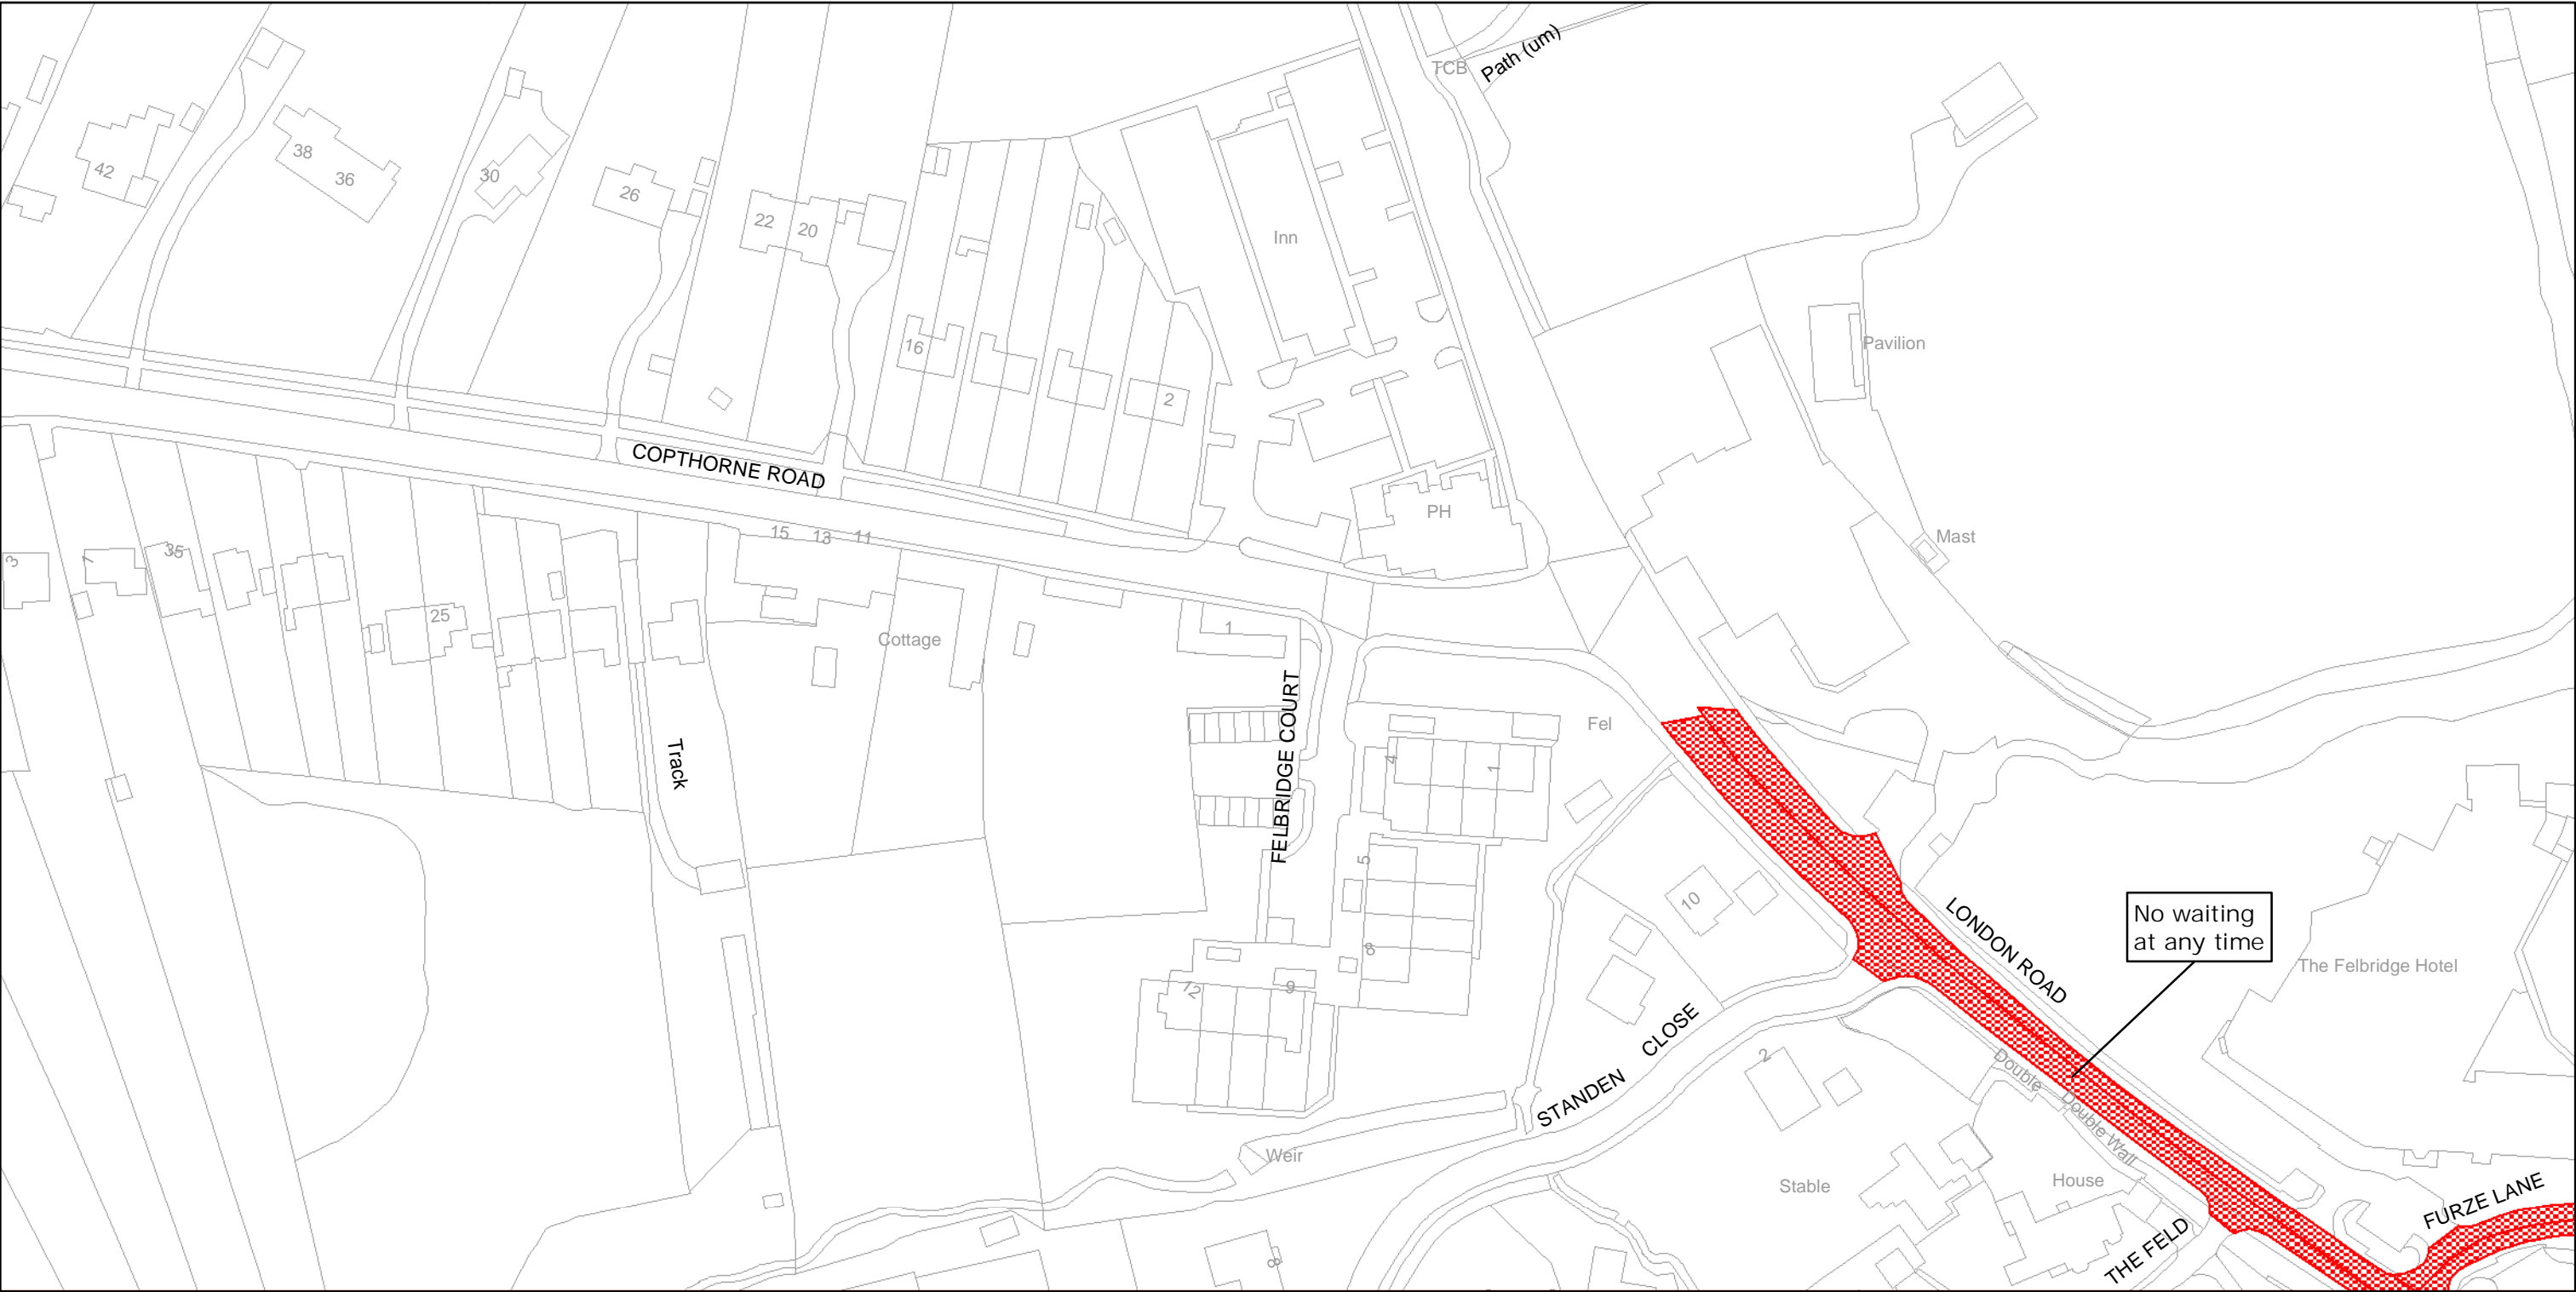 TCB
Path (um)
42
38
36
30
26
22
20
Inn
16
2
Pavilion
COPTHORNE ROAD
PH
15
13
11
Mast
3
1
35
25
Cottage
1
Track
FELBRIDGE COURT
Fel
4
1
5
8
12
9
10
LONDON ROAD
No waiting
at any time
The Felbridge Hotel
STANDEN CLOSE
2
Double
Double Wall
Weir
Stable
House
THE FELD
FURZE LANE
8